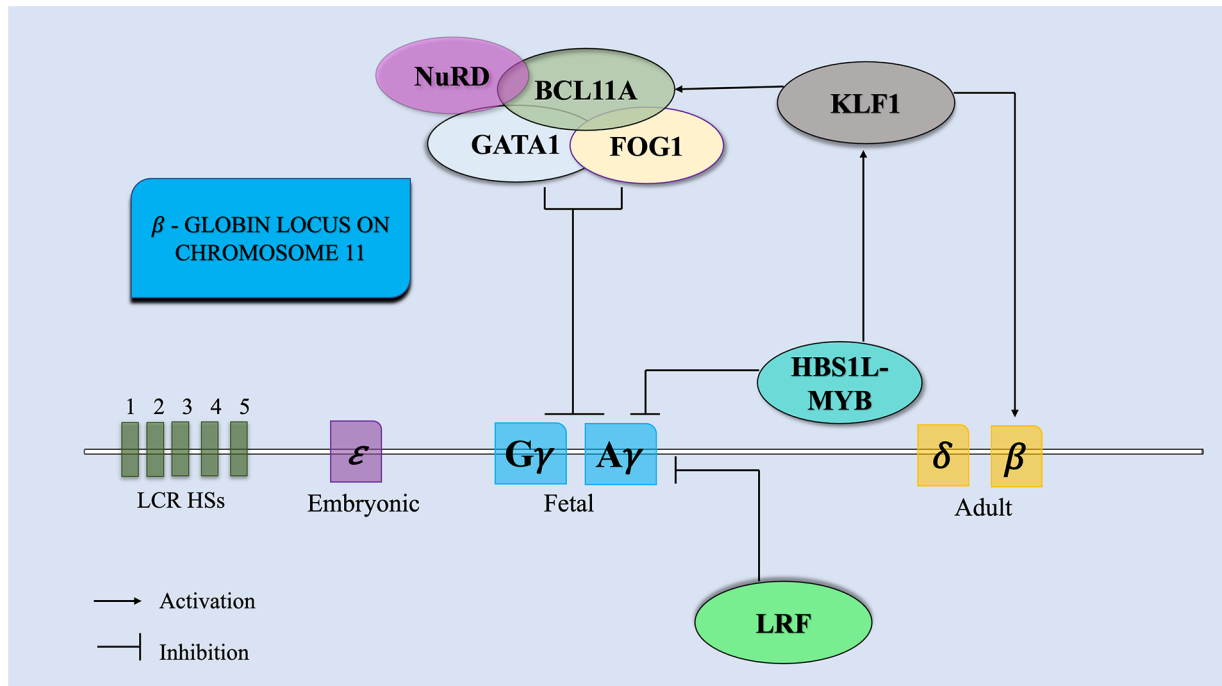 NuRD
BCL11A
KLF1
GATA1
FOG1
β - GLOBIN LOCUS ON
CHROMOSOME 11
HBS1L-
MYB
1 2 3 4 5
ε
Gγ
Aγ
δ
β
LCR HSs
Embryonic
Fetal
Adult
Activation
LRF
Inhibition